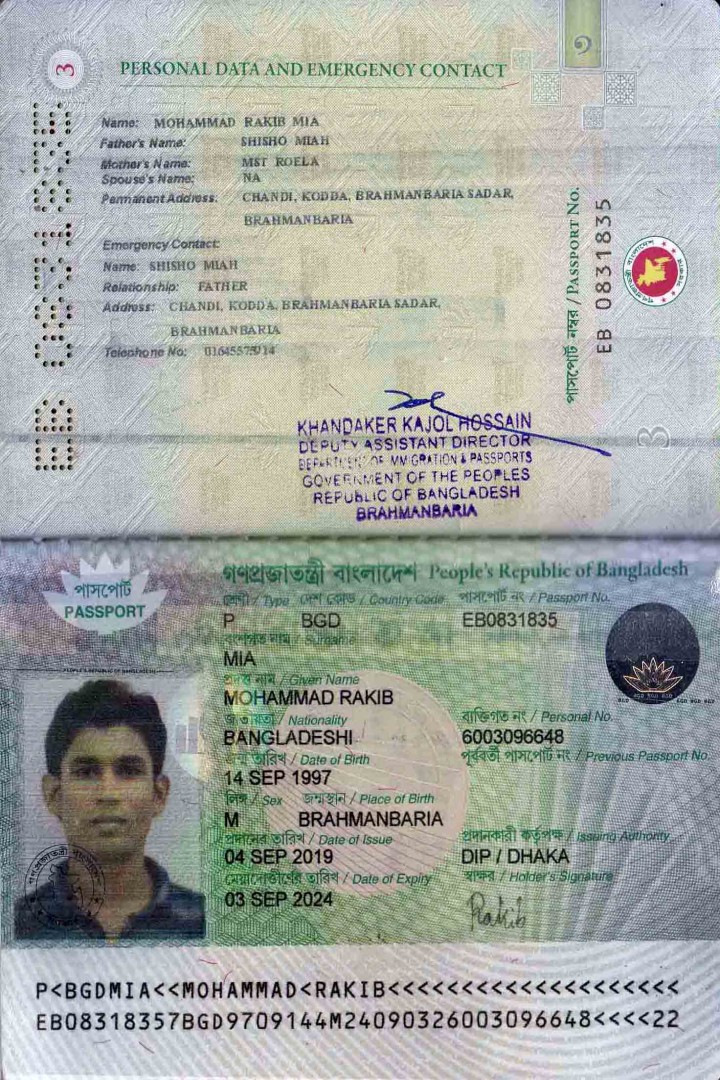 3
PERSONAL DATA AND EMERGENCY CONTACT
Name: MOHAMMAD RAKIB MIA
Father's Name: SHISHO MIAH
Mother's Name: MST ROELA
Spouse's Name: NA
Permanent Address: CHANDI, KODDA, BRAHMANBARIA SADAR,
BRAHMANBARIA
Emergency Contact:
Name: SHISHO MIAH
Relationship: FATHER
Address: CHANDI, KODDA, BRAHMANBARIA SADAR,
BRAHMANBARIA
Telephone No:
পাসপোর্ট নম্বর / PASSPORT No.
EB 0831835
3
KHANDAKER KAJOL HOSSAIN
DEPUTY ASSISTANT DIRECTOR
DEPARTMENT OF IMMIGRATION & PASSPORTS
GOVERNMENT OF THE PEOPLES
REPUBLIC OF BANGLADESH
BRAHMANBARIA
গণপ্রজাতন্ত্রী বাংলাদেশ People's Republic of Bangladesh
পাসপোর্ট
PASSPORT
শ্রেণী / Type দেশ কোড / Country Code পাসপোর্ট নং / Passport No.
P BGD EB0831835
বংশগত নাম / Surname
MIA
প্রদত্ত নাম / Given Name
MOHAMMAD RAKIB
জাতীয়তা / Nationality ব্যক্তিগত নং / Personal No.
BANGLADESHI 6003096648
জন্ম তারিখ / Date of Birth পূর্ববর্তী পাসপোর্ট নং / Previous Passport No.
14 SEP 1997
লিঙ্গ / Sex জন্মস্থান / Place of Birth
M BRAHMANBARIA
প্রদানের তারিখ / Date of Issue প্রদানকারী কর্তৃপক্ষ / Issuing Authority
04 SEP 2019 DIP / DHAKA
মেয়াদোত্তীর্ণের তারিখ / Date of Expiry স্বাক্ষর / Holder's Signature
03 SEP 2024 Rakib
P<BGDMIA<<MOHAMMAD<RAKIB<<<<<<<<<<<<<<<<<<<<
EB08318357BGD9709144M24090326003096648<<<<22